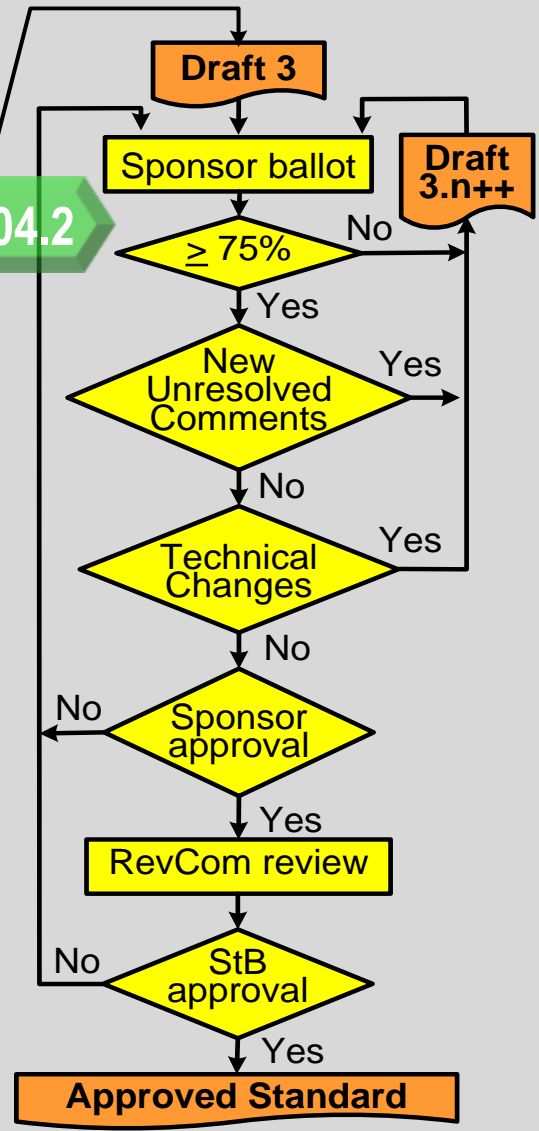 Draft 3
Sponsor ballot
Draft
3.n++
04.2
≥ 75%
No
Yes
New
Unresolved
Comments
Yes
No
Technical
Changes
Yes
No
Sponsor
approval
No
Yes
RevCom review
StB
approval
No
Yes
Approved Standard